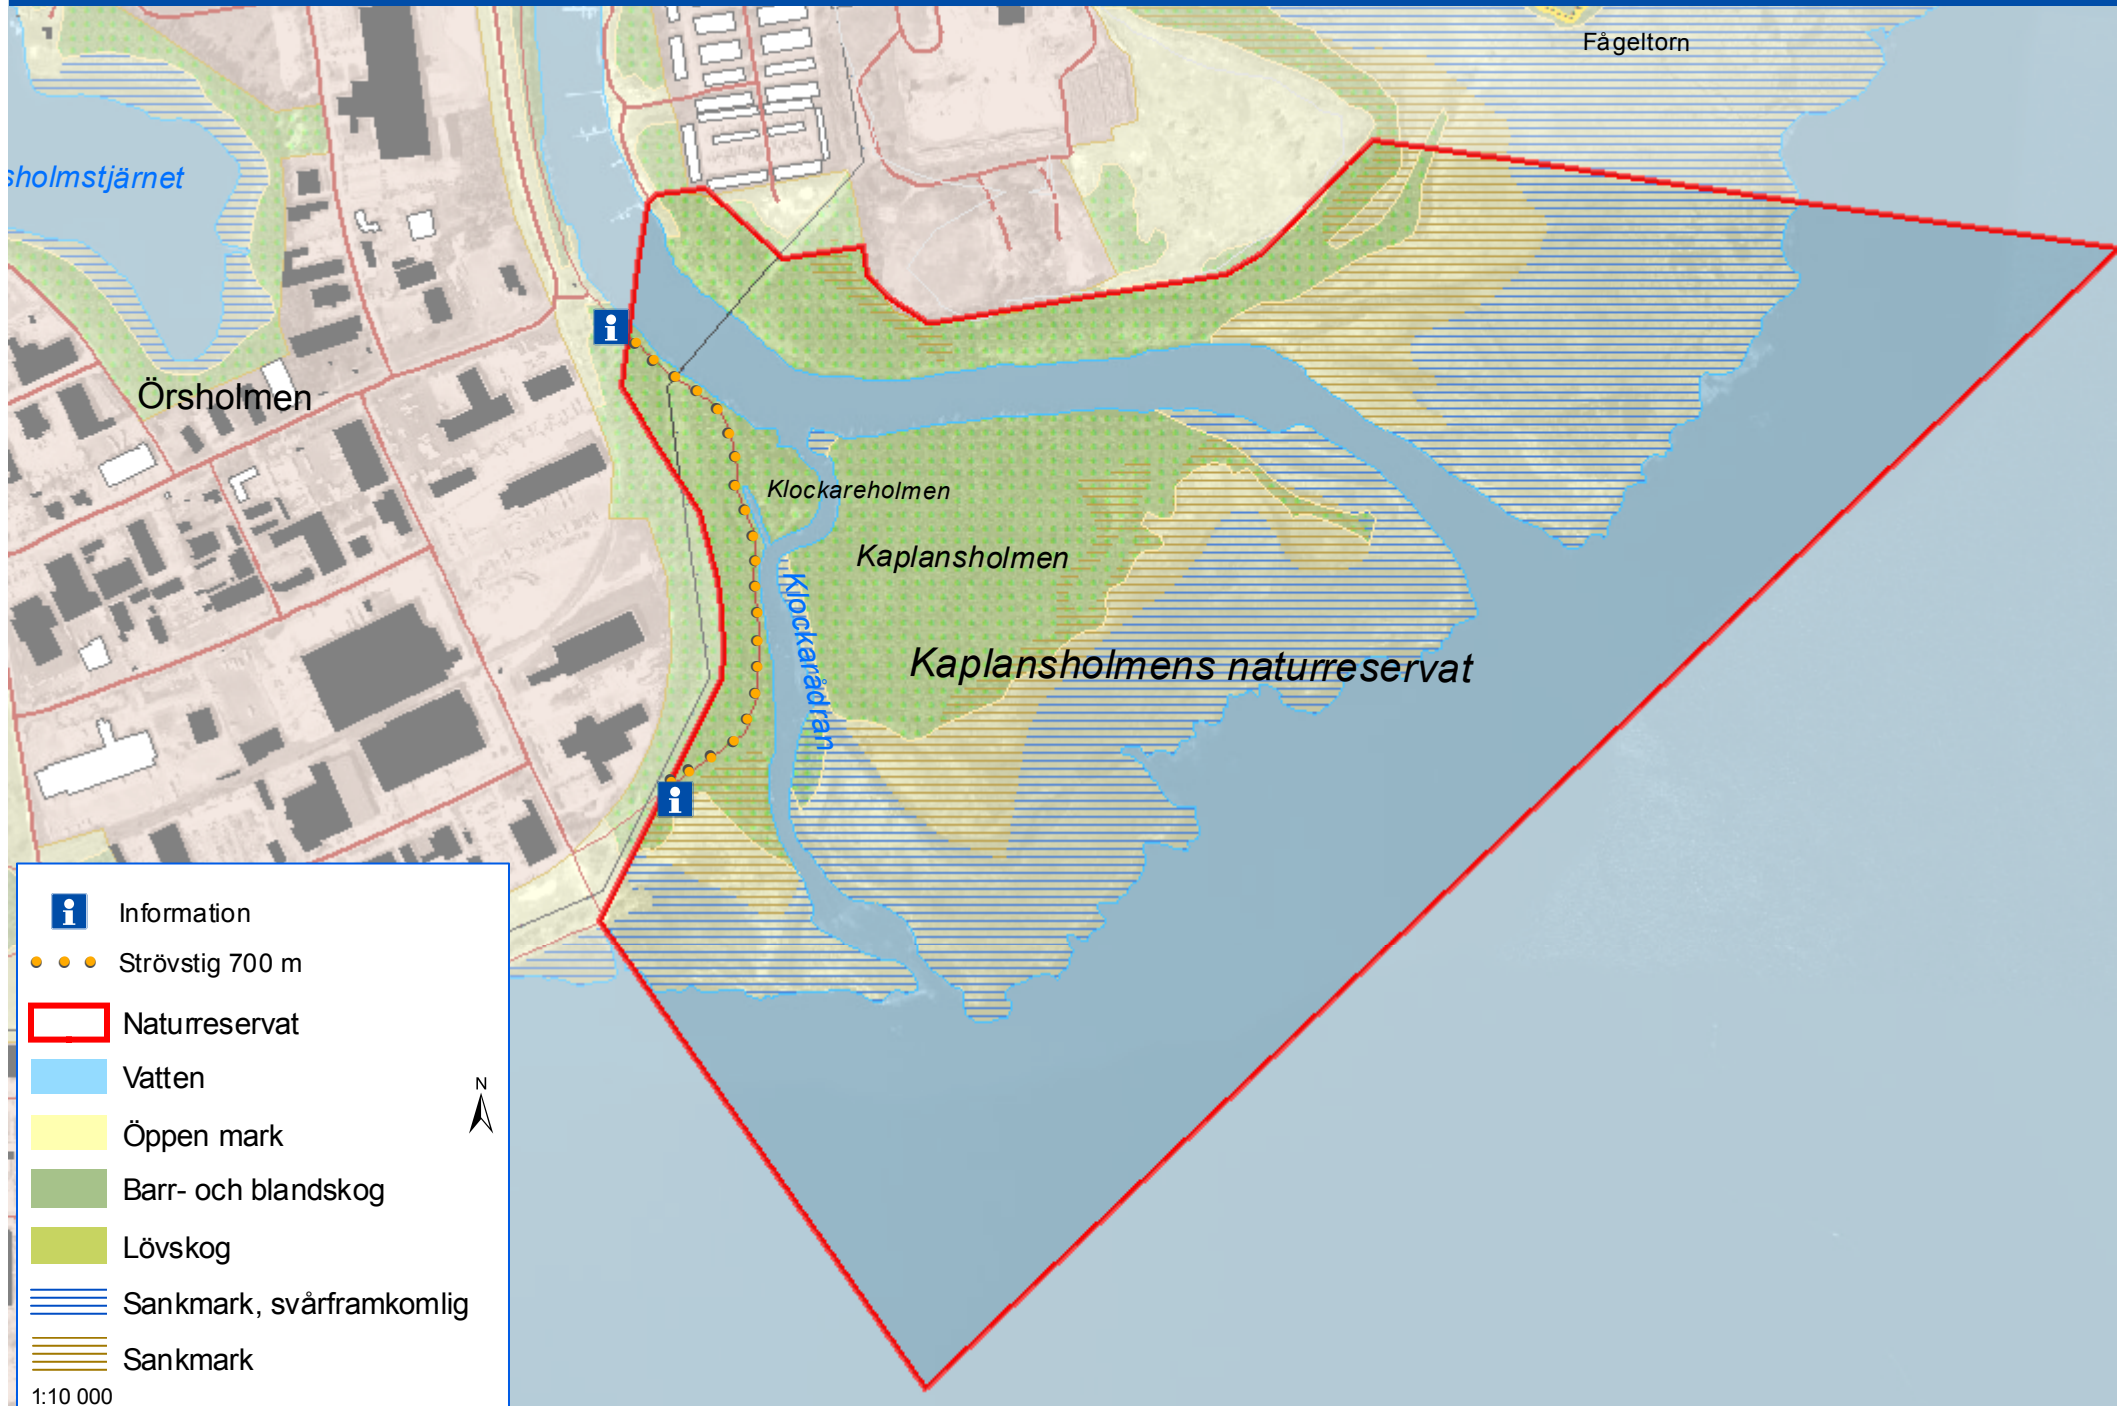 Fågeltorn
sholmstjärnet
Örsholmen
Klockareholmen
Kaplansholmen
Klockarådran
Kaplansholmens naturreservat
Information
Strövstig 700 m
Naturreservat
Vatten
N
Öppen mark
Barr- och blandskog
Lövskog
Sankmark, svårframkomlig
Sankmark
1:10 000